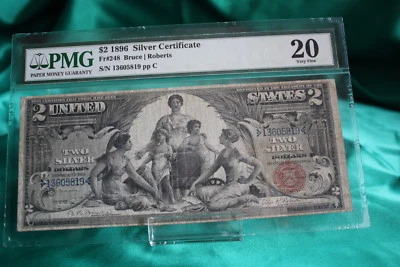 PMG
PAPER MONEY GUARANTY
$2 1896 Silver Certificate
Fr#248 Bruce | Roberts
S/N 13605819 pp C
20
Very Fine
2 UNITED STATES 2
13605819
TWO SILVER DOLLARS
TWO SILVER DOLLARS
13605819